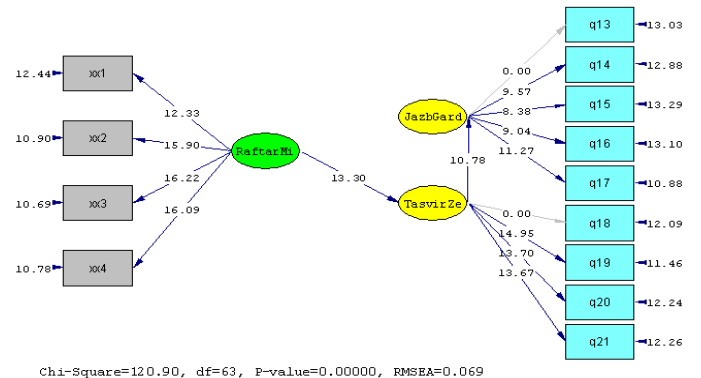 q13
13.03
q14
12.88
12.44
xx1
0.00
9.57
q15
13.29
12.33
JazbGard
8.38
10.90
xx2
15.90
9.04
q16
13.10
RaftarMi
11.27
10.78
q17
10.88
16.22
13.30
10.69
xx3
TasvirZe
16.09
0.00
q18
12.09
14.95
10.78
xx4
13.70
q19
11.46
13.67
q20
12.24
q21
12.26
Chi-Square=120.90, df=63, P-value=0.00000, RMSEA=0.069